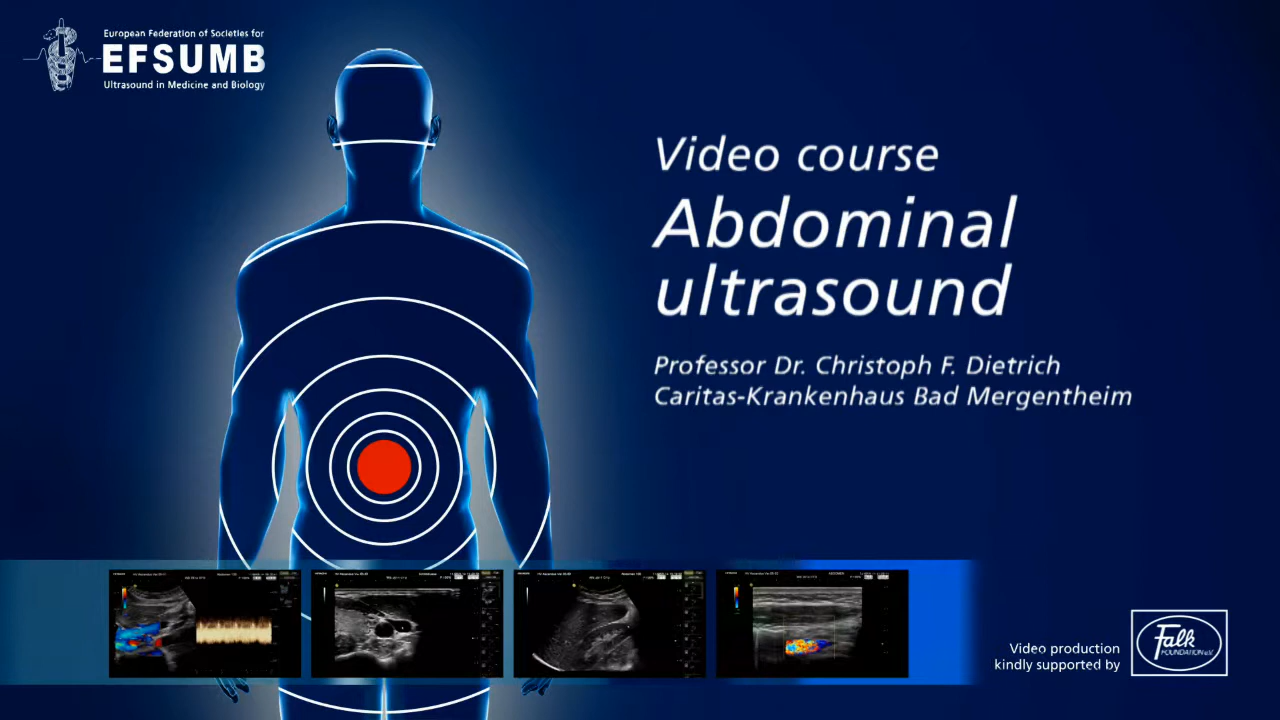 European Federation of Societies for
EFSUMB
Ultrasound in Medicine and Biology
Video course
Abdominal
ultrasound
Professor Dr. Christoph F. Dietrich
Caritas-Krankenhaus Bad Mergentheim
Video production
kindly supported by
Falk
FOUNDATION e.V.